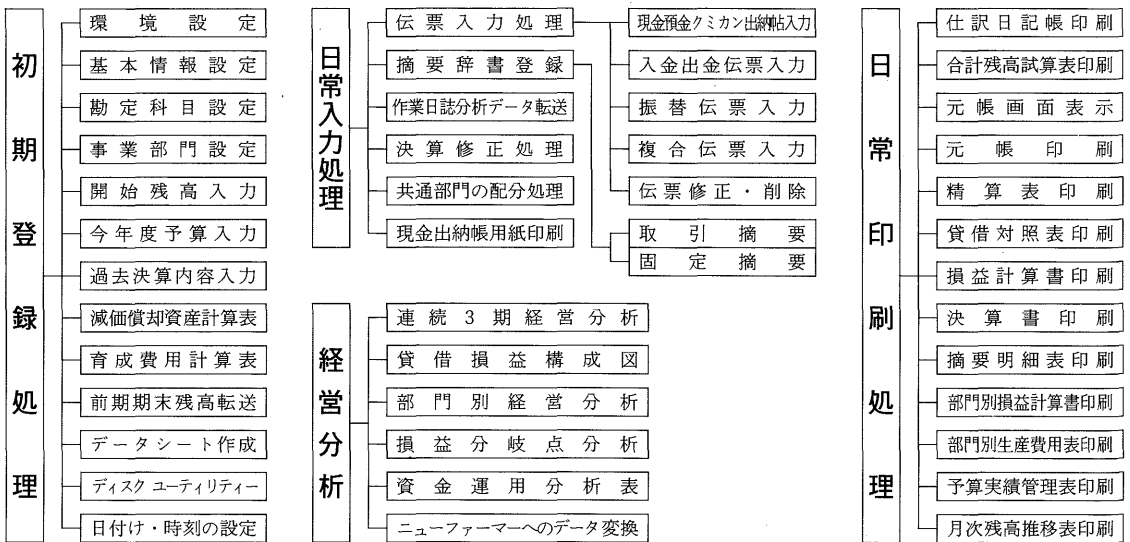 初期登録処理
環境設定
基本情報設定
勘定科目設定
事業部門設定
開始残高入力
今年度予算入力
過去決算内容入力
減価償却資産計算表
育成費用計算表
前期期末残高転送
データシート作成
ディスク ユーティリティー
日付け・時刻の設定
日常入力処理
伝票入力処理
摘要辞書登録
作業日誌分析データ転送
決算修正処理
共通部門の配分処理
現金出納帳用紙印刷
現金預金クミカン出納帖入力
入金出金伝票入力
振替伝票入力
複合伝票入力
伝票修正・削除
取引摘要
固定摘要
経営分析
連続3期経営分析
貸借損益構成図
部門別経営分析
損益分岐点分析
資金運用分析表
ニューファーマーへのデータ変換
日常印刷処理
仕訳日記帳印刷
合計残高試算表印刷
元帳画面表示
元帳印刷
精算表印刷
貸借対照表印刷
損益計算書印刷
決算書印刷
摘要明細表印刷
部門別損益計算書印刷
部門別生産費用表印刷
予算実績管理表印刷
月次残高推移表印刷